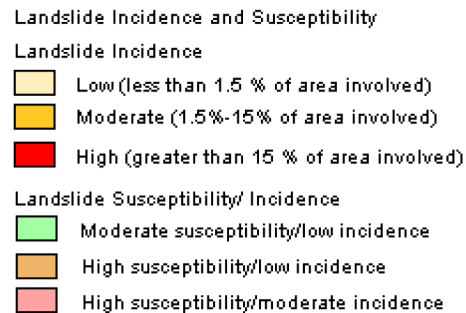 Landslide Incidence and Susceptibility
Landslide Incidence
Low (less than 1.5 % of area involved)
Moderate (1.5%-15% of area involved)
High (greater than 15 % of area involved)
Landslide Susceptibility/ Incidence
Moderate susceptibility/low incidence
High susceptibility/low incidence
High susceptibility/moderate incidence